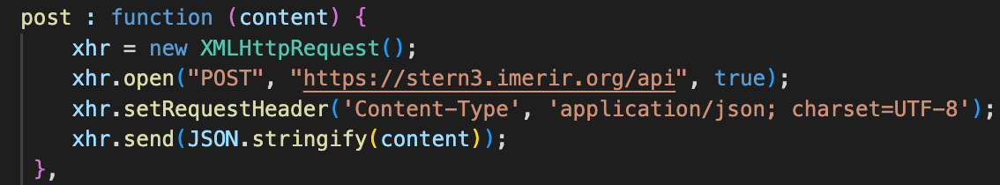 post : function (content) {
xhr = new XMLHttpRequest();
xhr.open("POST", "https://stern3.imerir.org/api", true);
xhr.setRequestHeader('Content-Type', 'application/json; charset=UTF-8');
xhr.send(JSON.stringify(content));
},